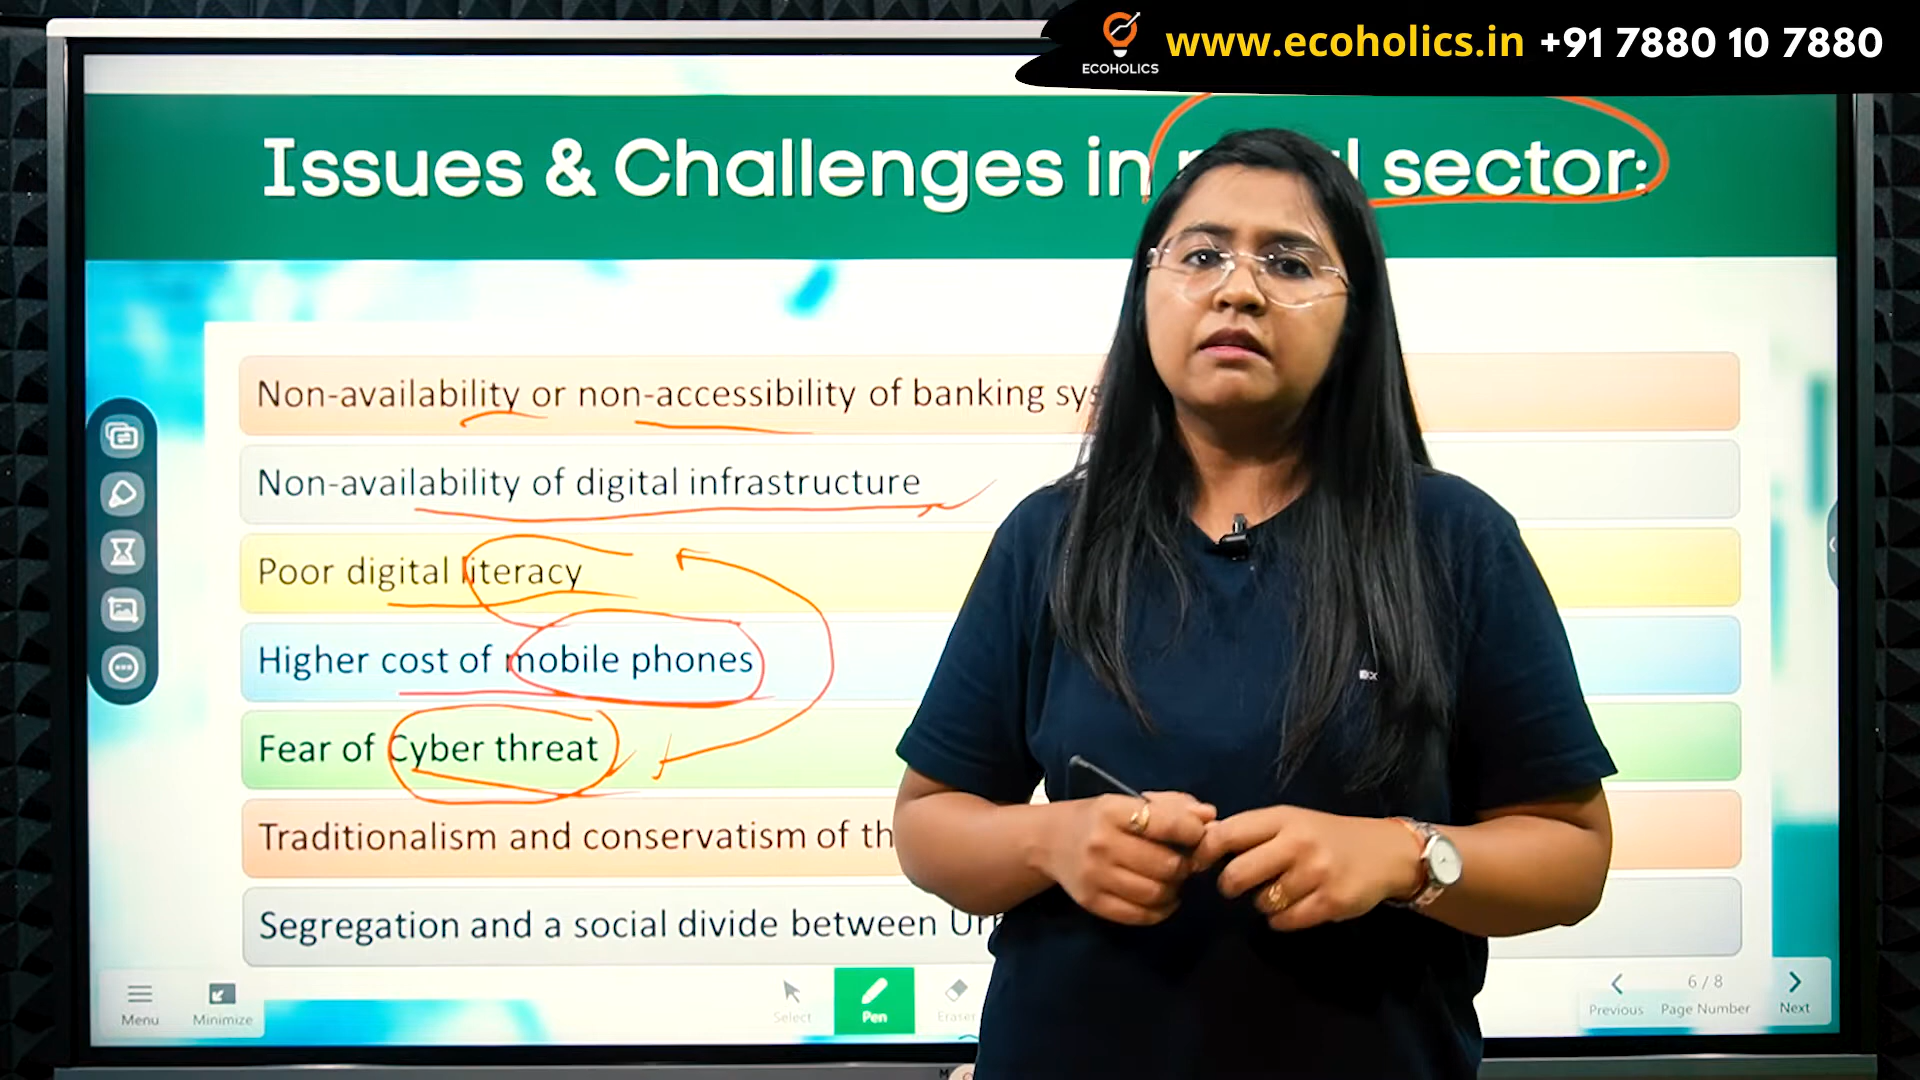 www.ecoholics.in +91 7880 10 7880
ECOHOLICS
Issues & Challenges in sector:
Non-availability or non-accessibility of banking
Non-availability of digital infrastructure
Poor digital literacy
Higher cost of mobile phones
Fear of Cyber threat
Traditionalism and conservatism of
Segregation and a social divide between
Menu
Minimize
Select
Pen
Eraser
Previous
6 / 8
Page Number
Next